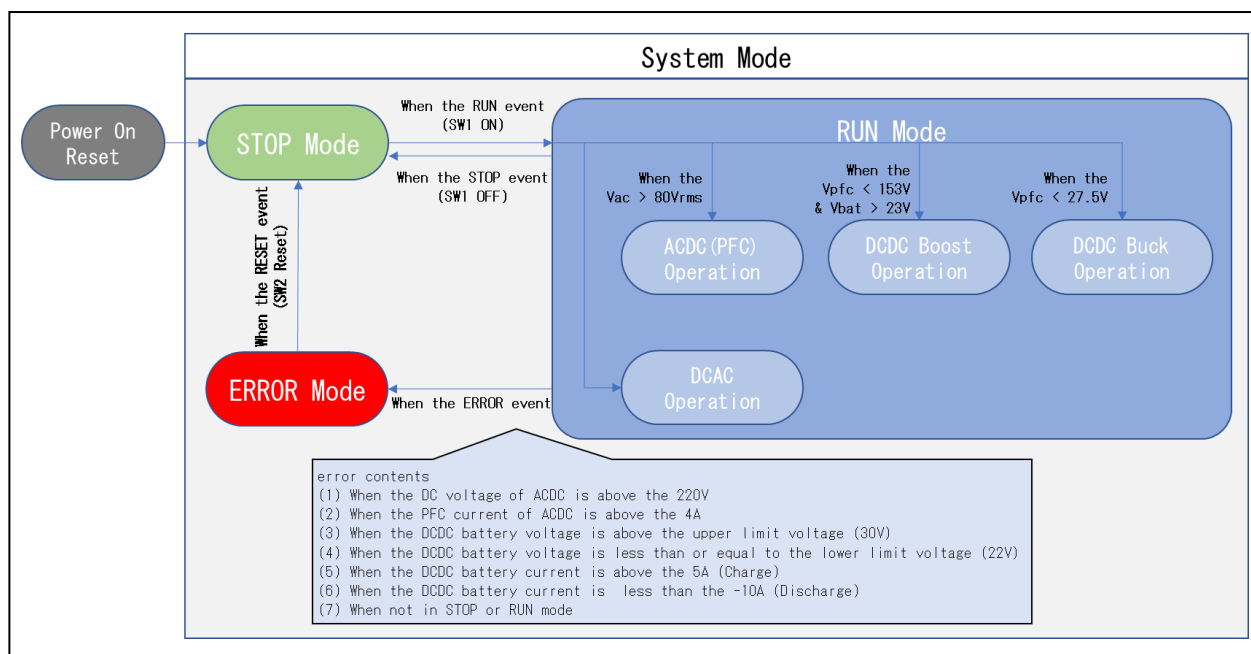 System Mode
Power On
Reset
STOP Mode
When the RUN event
(SW1 ON)
When the STOP event
(SW1 OFF)
RUN Mode
When the
Vac > 80Vrms
When the
Vpfc < 153V
& Vbat > 23V
When the
Vpfc < 27.5V
ACDC(PFC)
Operation
DCDC Boost
Operation
DCDC Buck
Operation
When the RESET event
(SW2 Reset)
ERROR Mode
When the ERROR event
DCAC
Operation
error contents
(1) When the DC voltage of ACDC is above the 220V
(2) When the PFC current of ACDC is above the 4A
(3) When the DCDC battery voltage is above the upper limit voltage (30V)
(4) When the DCDC battery voltage is less than or equal to the lower limit voltage (22V)
(5) When the DCDC battery current is above the 5A (Charge)
(6) When the DCDC battery current is  less than the -10A (Discharge)
(7) When not in STOP or RUN mode